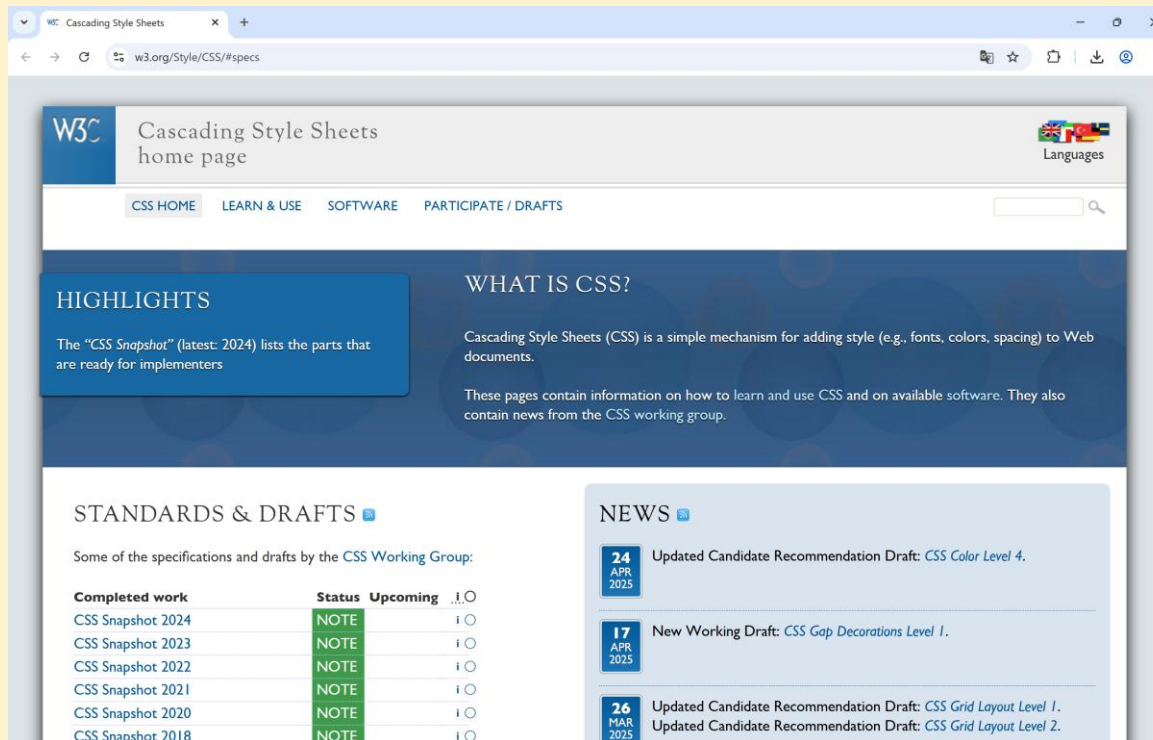 W3C Cascading Style Sheets
w3.org/Style/CSS/#specs
W3C
Cascading Style Sheets
home page
Languages
CSS HOME LEARN & USE SOFTWARE PARTICIPATE / DRAFTS
HIGHLIGHTS
The “CSS Snapshot” (latest: 2024) lists the parts that
are ready for implementers
WHAT IS CSS?
Cascading Style Sheets (CSS) is a simple mechanism for adding style (e.g., fonts, colors, spacing) to Web
documents.
These pages contain information on how to learn and use CSS and on available software. They also
contain news from the CSS working group.
STANDARDS & DRAFTS
Some of the specifications and drafts by the CSS Working Group:
Completed work Status Upcoming i
CSS Snapshot 2024 NOTE i
CSS Snapshot 2023 NOTE i
CSS Snapshot 2022 NOTE i
CSS Snapshot 2021 NOTE i
CSS Snapshot 2020 NOTE i
CSS Snapshot 2018 NOTE i
NEWS
24
APR
2025
Updated Candidate Recommendation Draft: CSS Color Level 4.
17
APR
2025
New Working Draft: CSS Gap Decorations Level 1.
26
MAR
2025
Updated Candidate Recommendation Draft: CSS Grid Layout Level 1.
Updated Candidate Recommendation Draft: CSS Grid Layout Level 2.